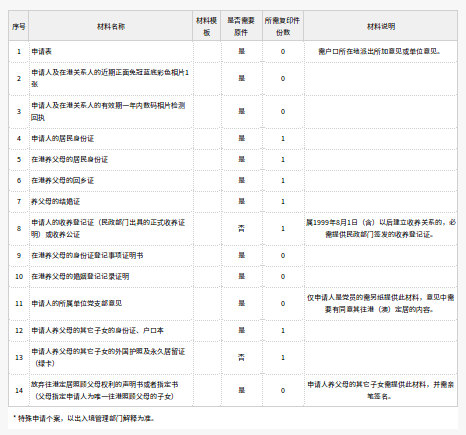 序号 材料名称 材料模板 是否需要原件 所需复印件份数 材料说明
1 申请表 是 0 需户口所在地派出所加意见或单位意见。
2 申请人及在港关系人的近期正面免冠蓝底彩色相片1张 是 0
3 申请人及在港关系人的有效期一年内数码相片检测回执 是 0
4 申请人的居民身份证 是 1
5 在港养父母的居民身份证 是 1
6 在港养父母的回乡证 是 1
7 养父母的结婚证 是 1
8 申请人的收养登记证（民政部门出具的正式收养证明）或收养公证 否 1 属1999年8月1日（含）以后建立收养关系的，必需提供民政部门签发的收养登记证。
9 在港养父母的身份证登记事项证明书 是 0
10 在港养父母的婚姻登记记录证明 是 0
11 申请人的所属单位党支部意见 是 0 仅申请人是党员的需另纸提供此材料，意见中需要有同意其往港（澳）定居的内容。
12 申请人养父母的其它子女的身份证、户口本 是 1
13 申请人养父母的其它子女的外国护照及永久居留证（绿卡） 否 1
14 放弃往港定居照顾父母权利的声明书或者指定书（父母指定申请人为唯一往港照顾父母的子女） 是 0 申请人养父母的其它子女需提供此材料，并需亲笔签名。
* 特殊申请个案，以出入境管理部门解释为准。